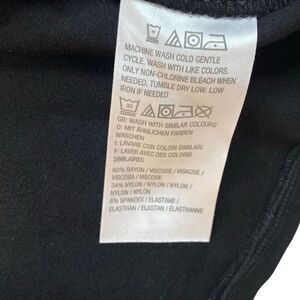 MACHINE WASH COLD GENTLE
CYCLE, WASH WITH LIKE COLORS.
ONLY NON-CHLORINE BLEACH WHEN
NEEDED, TUMBLE DRY LOW. LOW
IRON IF NEEDED
GB: WASH WITH SIMILAR COLOURS
D: MIT ÄHNLICHEN FARBEN
WASCHEN
I: LAVARE CON COLORI SIMILARI
F: LAVER AVEC DES COLORIS
SIMILAIRES
60% RAYON / VISCOSE / VISKOSE /
VISCOSA / VISCOSE
34% NYLON / NYLON / NYLON /
NYLON / NYLON
6% SPANDEX / ELASTANE /
ELASTHAN / ELASTAN / ÉLASTHANNE